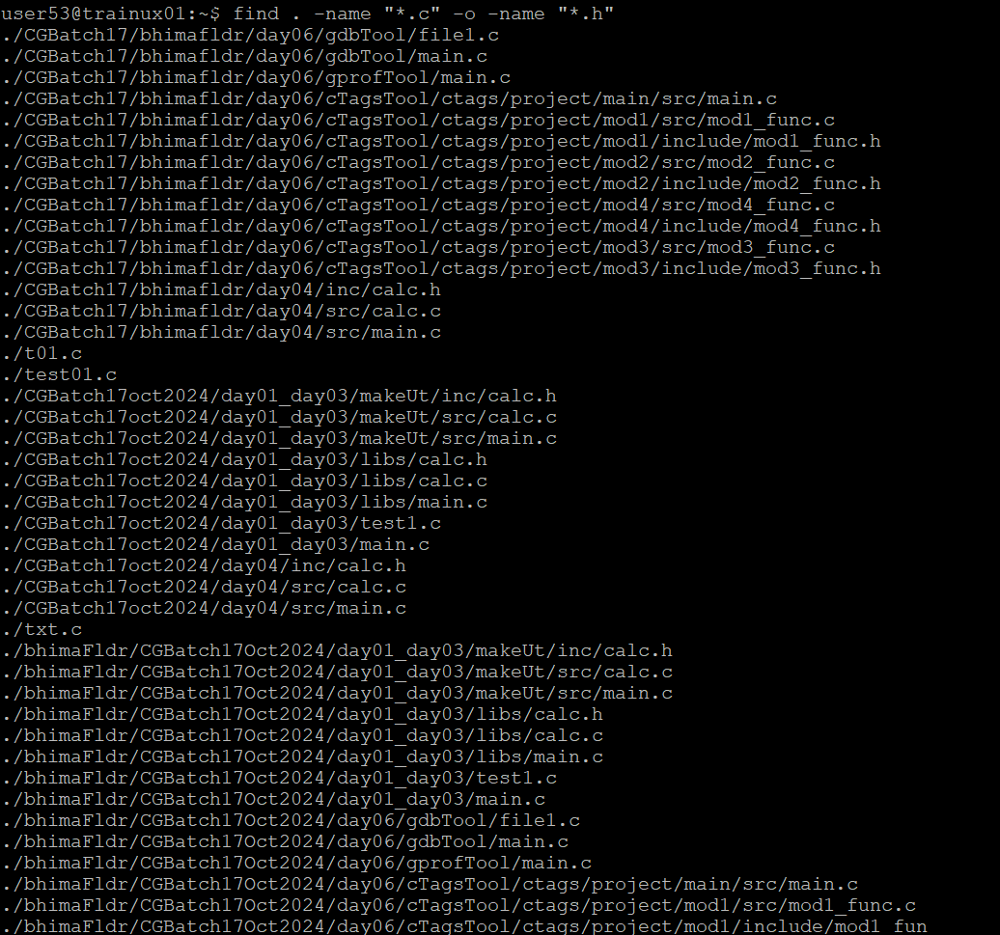 user53@trainux01:~$ find . -name "*.c" -o -name "*.h"
./CGBatch17/bhimafldr/day06/gdbTool/file1.c
./CGBatch17/bhimafldr/day06/gdbTool/main.c
./CGBatch17/bhimafldr/day06/gprofTool/main.c
./CGBatch17/bhimafldr/day06/cTagsTool/ctags/project/main/src/main.c
./CGBatch17/bhimafldr/day06/cTagsTool/ctags/project/mod1/src/mod1_func.c
./CGBatch17/bhimafldr/day06/cTagsTool/ctags/project/mod1/include/mod1_func.h
./CGBatch17/bhimafldr/day06/cTagsTool/ctags/project/mod2/src/mod2_func.c
./CGBatch17/bhimafldr/day06/cTagsTool/ctags/project/mod2/include/mod2_func.h
./CGBatch17/bhimafldr/day06/cTagsTool/ctags/project/mod4/src/mod4_func.c
./CGBatch17/bhimafldr/day06/cTagsTool/ctags/project/mod4/include/mod4_func.h
./CGBatch17/bhimafldr/day06/cTagsTool/ctags/project/mod3/src/mod3_func.c
./CGBatch17/bhimafldr/day06/cTagsTool/ctags/project/mod3/include/mod3_func.h
./CGBatch17/bhimafldr/day04/inc/calc.h
./CGBatch17/bhimafldr/day04/src/calc.c
./CGBatch17/bhimafldr/day04/src/main.c
./t01.c
./test01.c
./CGBatch17oct2024/day01_day03/makeUt/inc/calc.h
./CGBatch17oct2024/day01_day03/makeUt/src/calc.c
./CGBatch17oct2024/day01_day03/makeUt/src/main.c
./CGBatch17oct2024/day01_day03/libs/calc.h
./CGBatch17oct2024/day01_day03/libs/calc.c
./CGBatch17oct2024/day01_day03/libs/main.c
./CGBatch17oct2024/day01_day03/test1.c
./CGBatch17oct2024/day01_day03/main.c
./CGBatch17oct2024/day04/inc/calc.h
./CGBatch17oct2024/day04/src/calc.c
./CGBatch17oct2024/day04/src/main.c
./txt.c
./bhimaFldr/CGBatch17Oct2024/day01_day03/makeUt/inc/calc.h
./bhimaFldr/CGBatch17Oct2024/day01_day03/makeUt/src/calc.c
./bhimaFldr/CGBatch17Oct2024/day01_day03/makeUt/src/main.c
./bhimaFldr/CGBatch17Oct2024/day01_day03/libs/calc.h
./bhimaFldr/CGBatch17Oct2024/day01_day03/libs/calc.c
./bhimaFldr/CGBatch17Oct2024/day01_day03/libs/main.c
./bhimaFldr/CGBatch17Oct2024/day01_day03/test1.c
./bhimaFldr/CGBatch17Oct2024/day01_day03/main.c
./bhimaFldr/CGBatch17Oct2024/day06/gdbTool/file1.c
./bhimaFldr/CGBatch17Oct2024/day06/gdbTool/main.c
./bhimaFldr/CGBatch17Oct2024/day06/gprofTool/main.c
./bhimaFldr/CGBatch17Oct2024/day06/cTagsTool/ctags/project/main/src/main.c
./bhimaFldr/CGBatch17Oct2024/day06/cTagsTool/ctags/project/mod1/src/mod1_func.c
./bhimaFldr/CGBatch17Oct2024/day06/cTagsTool/ctags/project/mod1/include/mod1_fun